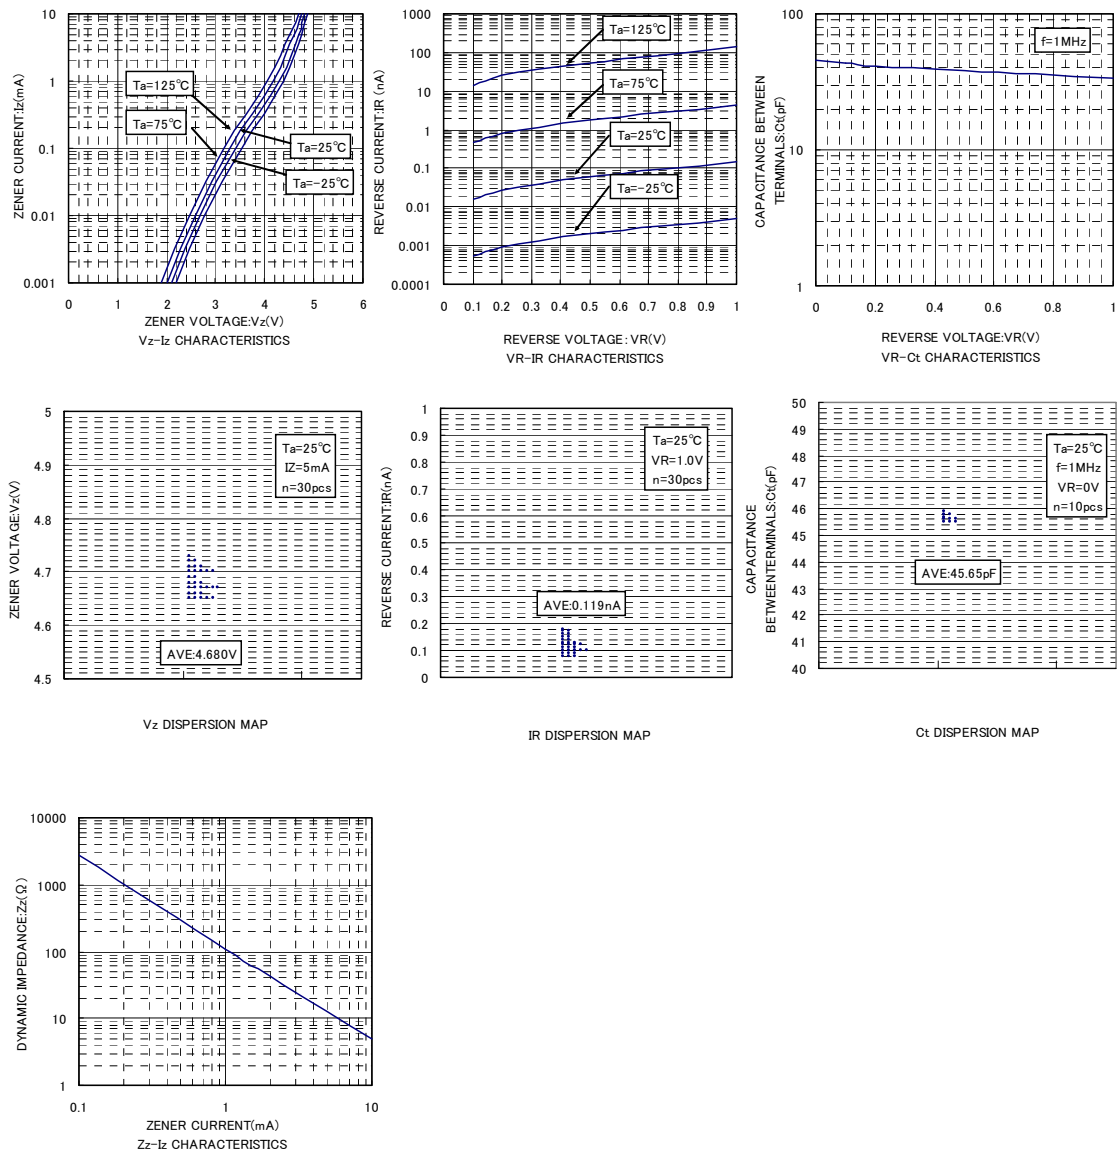 ZENER CURRENT:Iz(mA)
10
1
0.1
0.01
0.001
Ta=125°C
Ta=75°C
Ta=25°C
Ta=-25°C
0 1 2 3 4 5 6
ZENER VOLTAGE:Vz(V)
Vz-Iz CHARACTERISTICS
REVERSE CURRENT:IR (nA)
1000
100
10
1
0.1
0.01
0.001
0.0001
Ta=125°C
Ta=75°C
Ta=25°C
Ta=-25°C
0 0.1 0.2 0.3 0.4 0.5 0.6 0.7 0.8 0.9 1
REVERSE VOLTAGE:VR(V)
VR-IR CHARACTERISTICS
CAPACITANCE BETWEEN
TERMINALS:Ct(pF)
100
10
1
f=1MHz
0 0.2 0.4 0.6 0.8 1
REVERSE VOLTAGE:VR(V)
VR-Ct CHARACTERISTICS
ZENER VOLTAGE:Vz(V)
5
4.9
4.8
4.7
4.6
4.5
Ta=25°C
IZ=5mA
n=30pcs
AVE:4.680V
Vz DISPERSION MAP
REVERSE CURRENT:IR(nA)
1
0.9
0.8
0.7
0.6
0.5
0.4
0.3
0.2
0.1
0
Ta=25°C
VR=1.0V
n=30pcs
AVE:0.119nA
IR DISPERSION MAP
CAPACITANCE
BETWEENTERMINALS:Ct(pF)
50
49
48
47
46
45
44
43
42
41
40
Ta=25°C
f=1MHz
VR=0V
n=10pcs
AVE:45.65pF
Ct DISPERSION MAP
DYNAMIC IMPEDANCE:Zz(Ω)
10000
1000
100
10
1
0.1 1 10
ZENER CURRENT(mA)
Zz-Iz CHARACTERISTICS